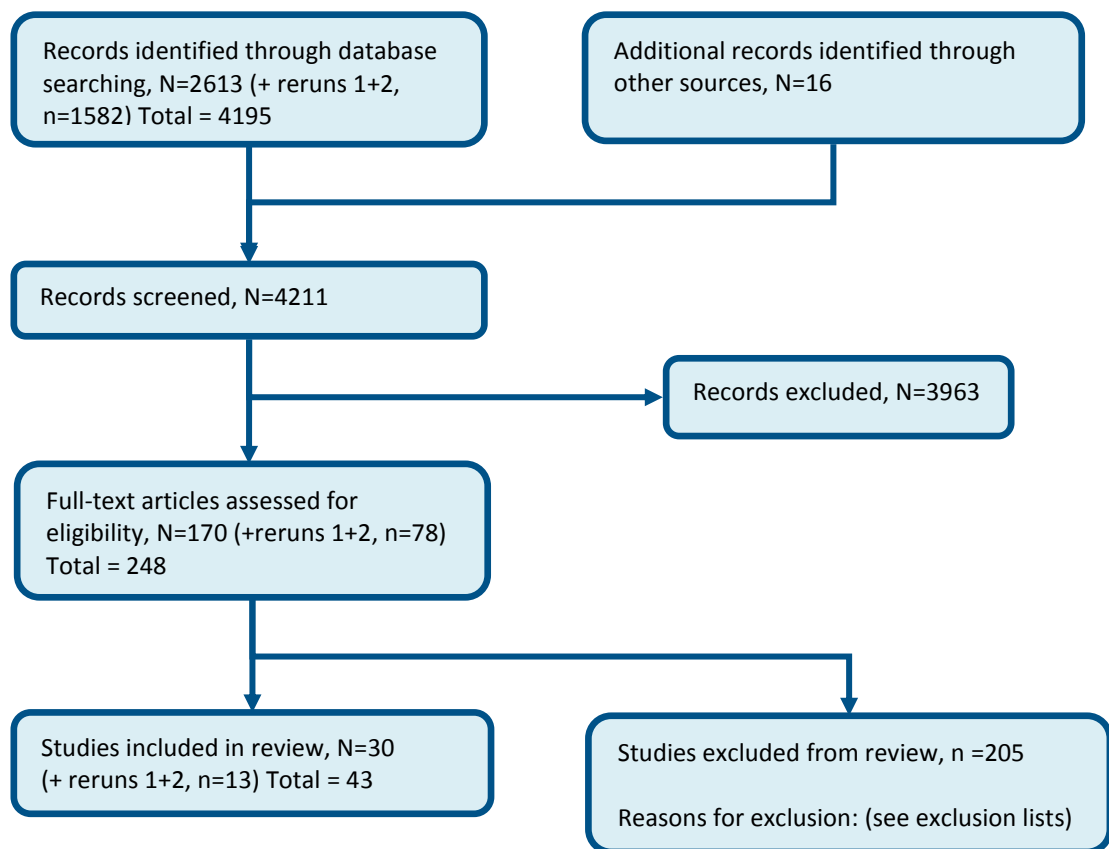 Records identified through database
searching, N=2613 (+ reruns 1+2,
n=1582) Total = 4195
Additional records identified through
other sources, N=16
Records screened, N=4211
Records excluded, N=3963
Full-text articles assessed for
eligibility, N=170 (+reruns 1+2, n=78)
Total = 248
Studies included in review, N=30
(+ reruns 1+2, n=13) Total = 43
Studies excluded from review, n =205
Reasons for exclusion: (see exclusion lists)